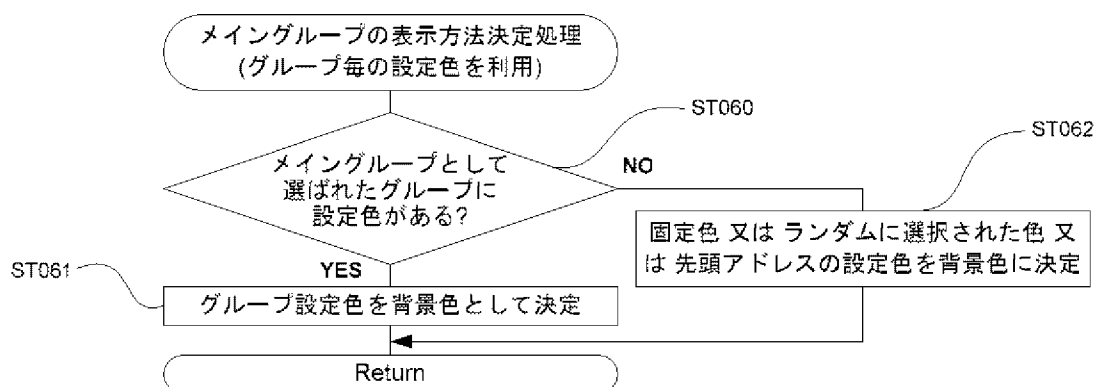 メイングループの表示方法決定処理
(グループ毎の設定色を利用)
ST060
ST062
メイングループとして
選ばれたグループに
設定色がある?
NO
固定色 又は ランダムに選択された色 又
は 先頭アドレスの設定色を背景色に決定
YES
ST061
グループ設定色を背景色として決定
Return